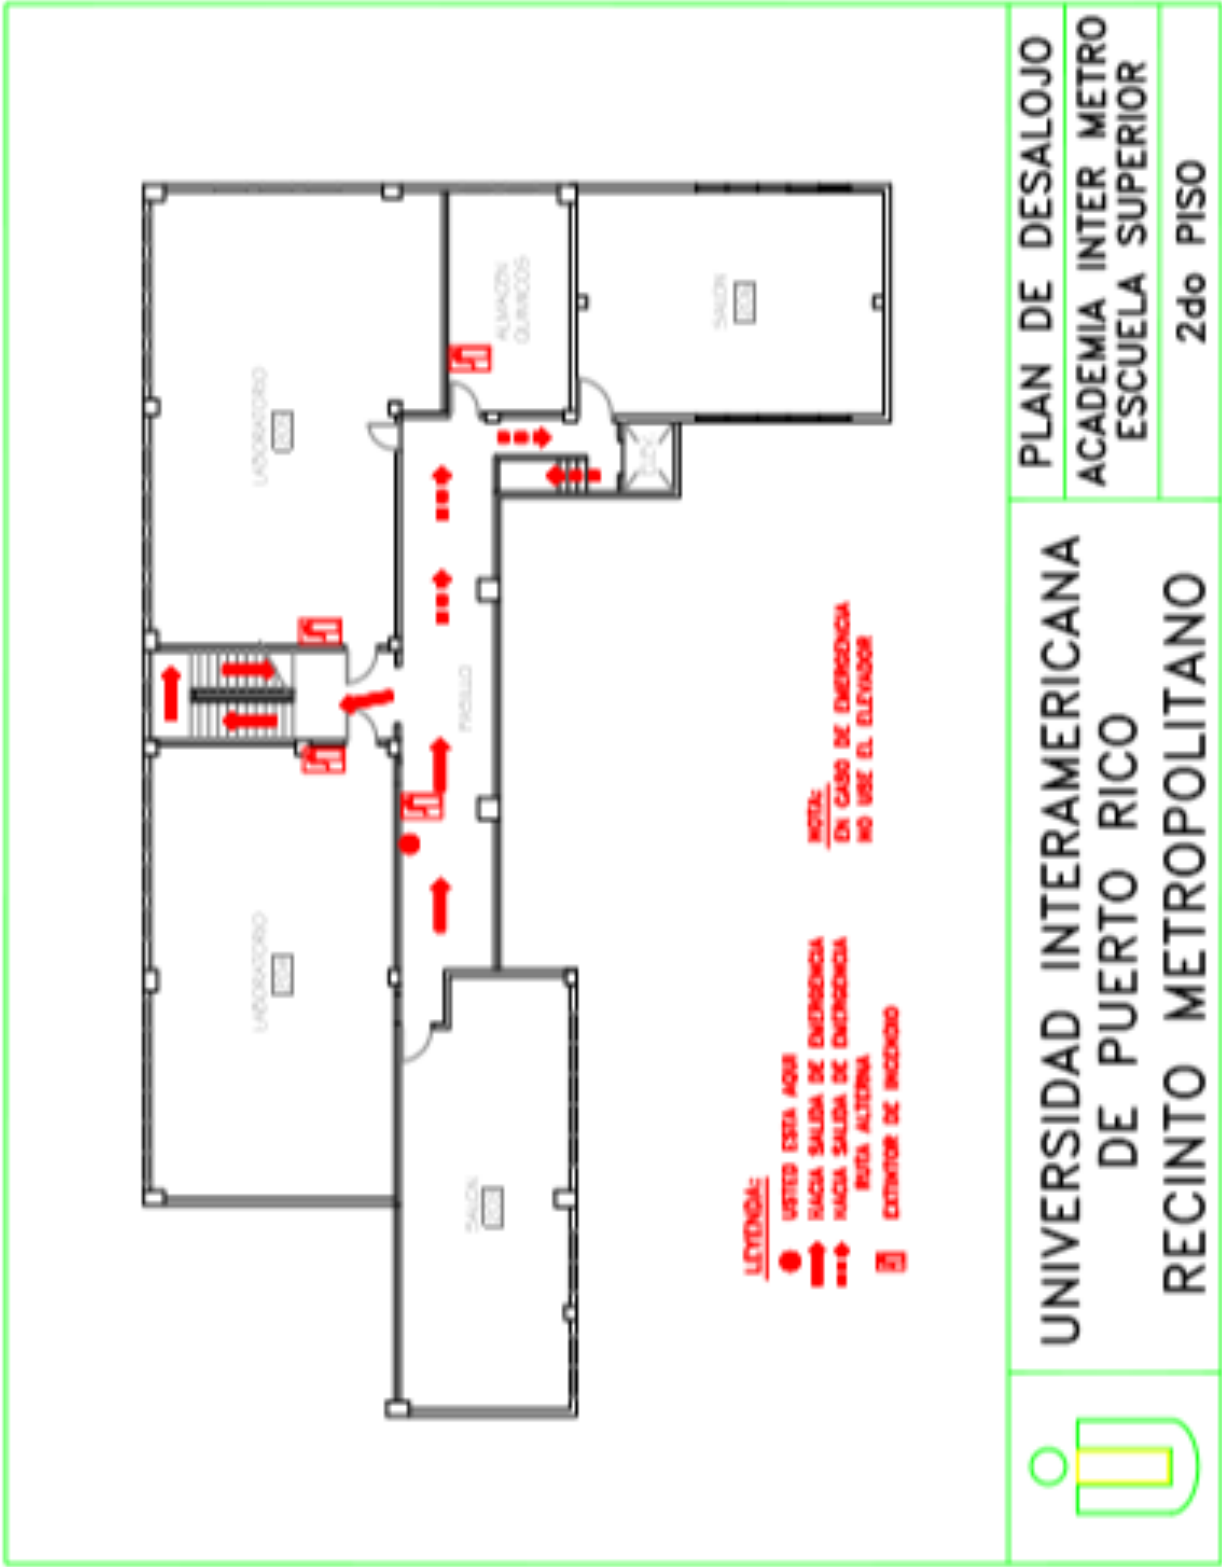 LABORATORIO
LABORATORIO
ALMACEN
QUIMICOS
SALON
SALON
PASILLO
ELEV.
LEYENDA:
USTED ESTA AQUI
HACIA SALIDA DE EMERGENCIA
HACIA SALIDA DE EMERGENCIA
RUTA ALTERNA
EXTINTOR DE INCENDIO
NOTA:
EN CASO DE EMERGENCIA
NO USE EL ELEVADOR
UNIVERSIDAD INTERAMERICANA
DE PUERTO RICO
RECINTO METROPOLITANO
PLAN DE DESALOJO
ACADEMIA INTER METRO
ESCUELA SUPERIOR
2do PISO